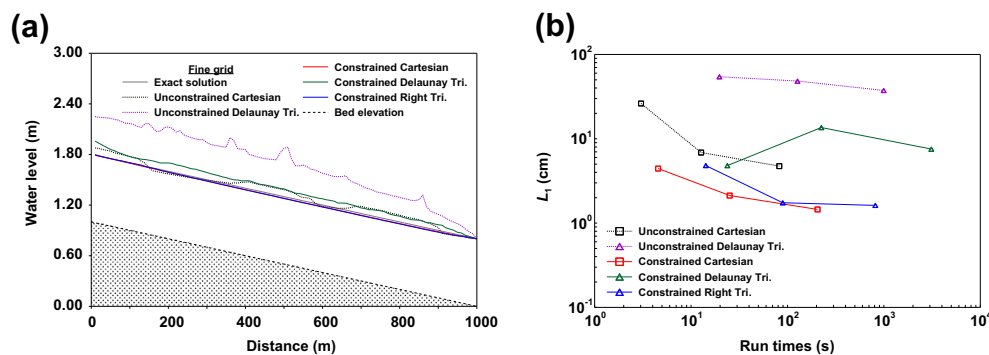 (a)
3.00
2.40
1.80
1.20
0.60
0.00
Water level (m)
Fine grid
Exact solution
Unconstrained Cartesian
Unconstrained Delaunay Tri.
Constrained Cartesian
Constrained Delaunay Tri.
Constrained Right Tri.
Bed elevation
0 200 400 600 800 1000
Distance (m)
(b)
10²
10¹
10⁰
10⁻¹
L₁ (cm)
Unconstrained Cartesian
Unconstrained Delaunay Tri.
Constrained Cartesian
Constrained Delaunay Tri.
Constrained Right Tri.
10⁰ 10¹ 10² 10³ 10⁴
Run times (s)